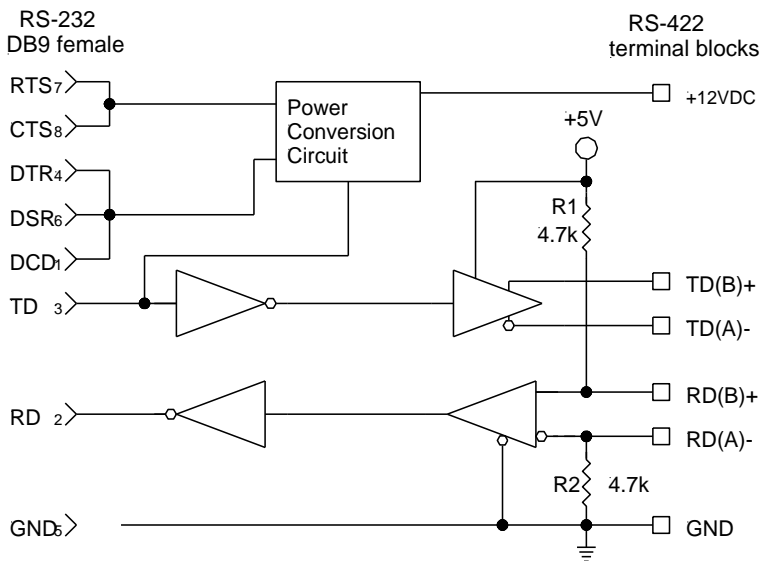 RS-232
DB9 female
RS-422
terminal blocks
RTS7
CTS8
DTR4
DSR6
DCD1
TD 3
RD 2
GND5
Power
Conversion
Circuit
+5V
R1
4.7k
R2 4.7k
+12VDC
TD(B)+
TD(A)-
RD(B)+
RD(A)-
GND